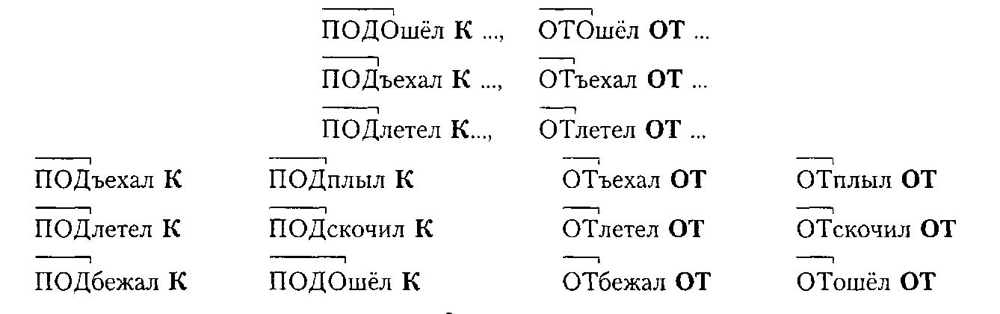 ПОДОшёл К ..., ОТОшёл ОТ ...
ПОДъехал К ..., ОТъехал ОТ ...
ПОДлетел К..., ОТлетел ОТ ...
ПОДъехал К ПОДплыл К ОТъехал ОТ ОТплыл ОТ
ПОДлетел К ПОДскочил К ОТлетел ОТ ОТскочил ОТ
ПОДбежал К ПОДОшёл К ОТбежал ОТ ОТошёл ОТ